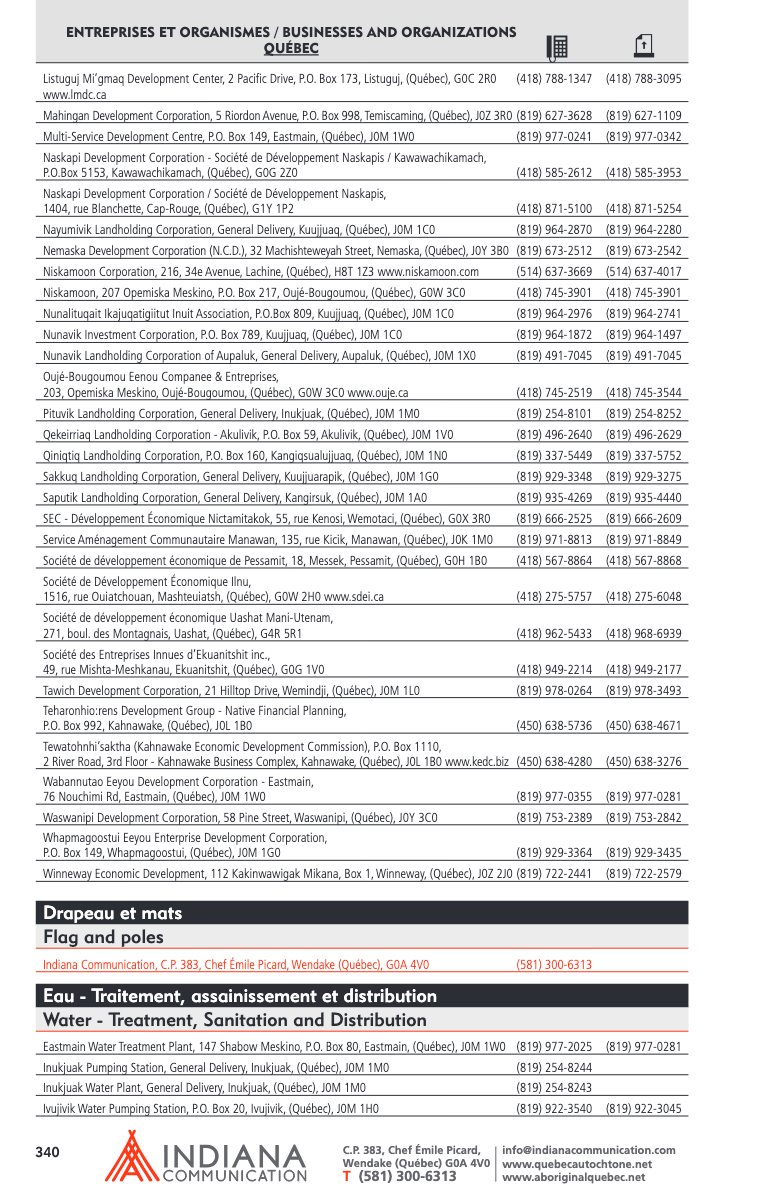 ENTREPRISES ET ORGANISMES / BUSINESSES AND ORGANIZATIONS
QUÉBEC
Listuguj Mi’gmaq Development Center, 2 Pacific Drive, P.O. Box 173, Listuguj, (Québec), G0C 2R0 (418) 788-1347 (418) 788-3095
www.lmdc.ca
Mahingan Development Corporation, 5 Riordon Avenue, P.O. Box 998, Temiscaming, (Québec), J0Z 3R0 (819) 627-3628 (819) 627-1109
Multi-Service Development Centre, P.O. Box 149, Eastmain, (Québec), J0M 1W0 (819) 977-0241 (819) 977-0342
Naskapi Development Corporation - Société de Développement Naskapis / Kawawachikamach,
P.O.Box 5153, Kawawachikamach, (Québec), G0G 2Z0 (418) 585-2612 (418) 585-3953
Naskapi Development Corporation / Société de Développement Naskapis,
1404, rue Blanchette, Cap-Rouge, (Québec), G1Y 1P2 (418) 871-5100 (418) 871-5254
Nayumivik Landholding Corporation, General Delivery, Kuujjuaq, (Québec), J0M 1C0 (819) 964-2870 (819) 964-2280
Nemaska Development Corporation (N.C.D.), 32 Machishteweyah Street, Nemaska, (Québec), J0Y 3B0 (819) 673-2512 (819) 673-2542
Niskamoon Corporation, 216, 34e Avenue, Lachine, (Québec), H8T 1Z3 www.niskamoon.com (514) 637-3669 (514) 637-4017
Niskamoon, 207 Opemiska Meskino, P.O. Box 217, Oujé-Bougoumou, (Québec), G0W 3C0 (418) 745-3901 (418) 745-3901
Nunalituqait Ikajuqatigiitut Inuit Association, P.O.Box 809, Kuujjuaq, (Québec), J0M 1C0 (819) 964-2976 (819) 964-2741
Nunavik Investment Corporation, P.O. Box 789, Kuujjuaq, (Québec), J0M 1C0 (819) 964-1872 (819) 964-1497
Nunavik Landholding Corporation of Aupaluk, General Delivery, Aupaluk, (Québec), J0M 1X0 (819) 491-7045 (819) 491-7045
Oujé-Bougoumou Eenou Companee & Entreprises,
203, Opemiska Meskino, Oujé-Bougoumou, (Québec), G0W 3C0 www.ouje.ca (418) 745-2519 (418) 745-3544
Pituvik Landholding Corporation, General Delivery, Inukjuak, (Québec), J0M 1M0 (819) 254-8101 (819) 254-8252
Qekeirriaq Landholding Corporation - Akulivik, P.O. Box 59, Akulivik, (Québec), J0M 1V0 (819) 496-2640 (819) 496-2629
Qiniqtiq Landholding Corporation, P.O. Box 160, Kangiqsualujjuaq, (Québec), J0M 1N0 (819) 337-5449 (819) 337-5752
Sakkuq Landholding Corporation, General Delivery, Kuujjuarapik, (Québec), J0M 1G0 (819) 929-3348 (819) 929-3275
Saputik Landholding Corporation, General Delivery, Kangirsuk, (Québec), J0M 1A0 (819) 935-4269 (819) 935-4440
SEC - Développement Économique Nictamitakok, 55, rue Kenosi, Wemotaci, (Québec), G0X 3R0 (819) 666-2525 (819) 666-2609
Service Aménagement Communautaire Manawan, 135, rue Kicik, Manawan, (Québec), J0K 1M0 (819) 971-8813 (819) 971-8849
Société de développement économique de Pessamit, 18, Messek, Pessamit, (Québec), G0H 1B0 (418) 567-8864 (418) 567-8868
Société de Développement Économique Ilnu,
1516, rue Ouiatchouan, Mashteuiatsh, (Québec), G0W 2H0 www.sdei.ca (418) 275-5757 (418) 275-6048
Société de développement économique Uashat Mani-Utenam,
271, boul. des Montagnais, Uashat, (Québec), G4R 5R1 (418) 962-5433 (418) 968-6939
Société des Entreprises Innues d’Ekuanitshit inc.,
49, rue Mishta-Meshkanau, Ekuanitshit, (Québec), G0G 1V0 (418) 949-2214 (418) 949-2177
Tawich Development Corporation, 21 Hilltop Drive, Wemindji, (Québec), J0M 1L0 (819) 978-0264 (819) 978-3493
Teharonhio:rens Development Group - Native Financial Planning,
P.O. Box 992, Kahnawake, (Québec), J0L 1B0 (450) 638-5736 (450) 638-4671
Tewatohnhi’saktha (Kahnawake Economic Development Commission), P.O. Box 1110,
2 River Road, 3rd Floor - Kahnawake Business Complex, Kahnawake, (Québec), J0L 1B0 www.kedc.biz (450) 638-4280 (450) 638-3276
Wabannutao Eeyou Development Corporation - Eastmain,
76 Nouchimi Rd, Eastmain, (Québec), J0M 1W0 (819) 977-0355 (819) 977-0281
Waswanipi Development Corporation, 58 Pine Street, Waswanipi, (Québec), J0Y 3C0 (819) 753-2389 (819) 753-2842
Whapmagoostui Eeyou Enterprise Development Corporation,
P.O. Box 149, Whapmagoostui, (Québec), J0M 1G0 (819) 929-3364 (819) 929-3435
Winneway Economic Development, 112 Kakinwawigak Mikana, Box 1, Winneway, (Québec), J0Z 2J0 (819) 722-2441 (819) 722-2579
Drapeau et mats
Flag and poles
Indiana Communication, C.P. 383, Chef Émile Picard, Wendake (Québec), G0A 4V0 (581) 300-6313
Eau - Traitement, assainissement et distribution
Water - Treatment, Sanitation and Distribution
Eastmain Water Treatment Plant, 147 Shabow Meskino, P.O. Box 80, Eastmain, (Québec), J0M 1W0 (819) 977-2025 (819) 977-0281
Inukjuak Pumping Station, General Delivery, Inukjuak, (Québec), J0M 1M0 (819) 254-8244
Inukjuak Water Plant, General Delivery, Inukjuak, (Québec), J0M 1M0 (819) 254-8243
Ivujivik Water Pumping Station, P.O. Box 20, Ivujivik, (Québec), J0M 1H0 (819) 922-3540 (819) 922-3045
340
INDIANA
COMMUNICATION
C.P. 383, Chef Émile Picard,
Wendake (Québec) G0A 4V0
T (581) 300-6313
info@indianacommunication.com
www.quebecautochtone.net
www.aboriginalquebec.net